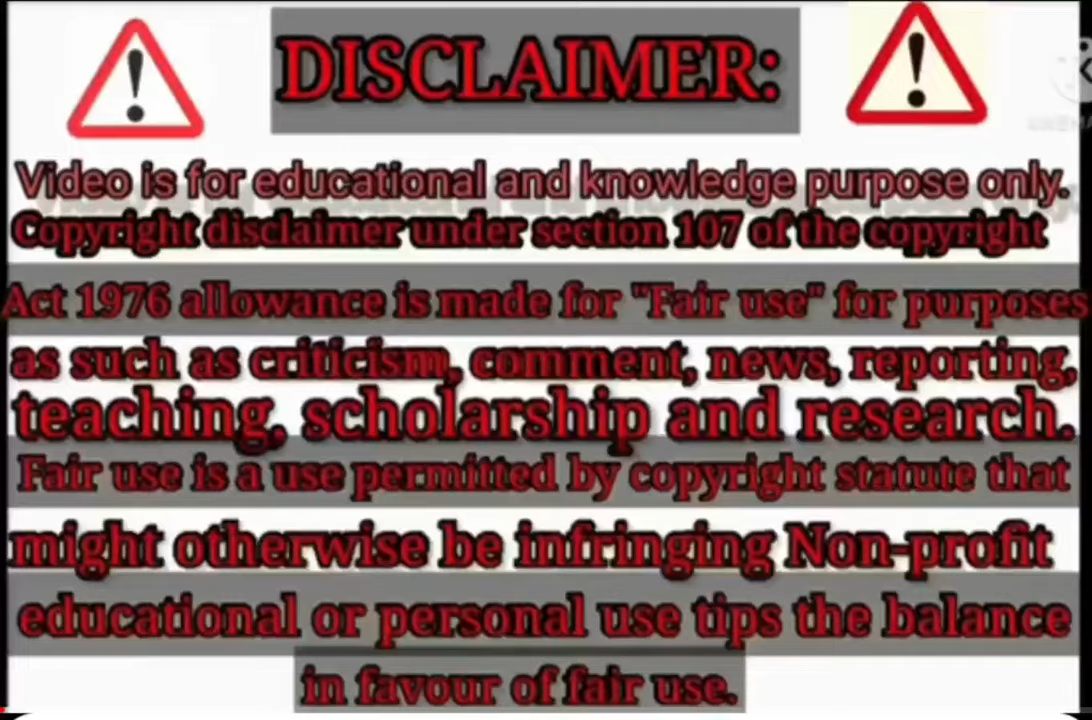 DISCLAIMER:
Video is for educational and knowledge purpose only.
Copyright disclaimer under section 107 of the copyright
Act 1976 allowance is made for "Fair use" for purposes
as such as criticism, comment, news, reporting,
teaching, scholarship and research.
Fair use is a use permitted by copyright statute that
might otherwise be infringing Non-profit
educational or personal use tips the balance
in favour of fair use.